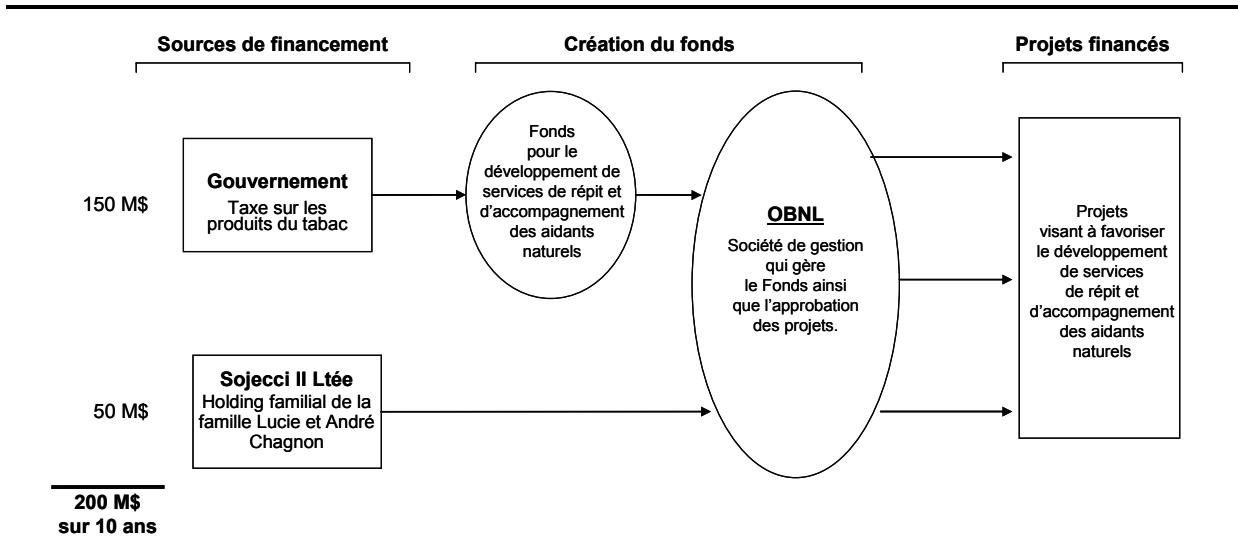 Sources de financement
Création du fonds
Projets financés
150 M$
Gouvernement
Taxe sur les
produits du tabac
Fonds
pour le
développement de
services de répit et
d'accompagnement
des aidants
naturels
OBNL
Société de gestion
qui gère
le Fonds ainsi
que l'approbation
des projets.
Projets
visant à favoriser
le développement
de services
de répit et
d'accompagnement
des aidants
naturels
50 M$
Sojecci II Ltée
Holding familial de la
famille Lucie et André
Chagnon
200 M$
sur 10 ans